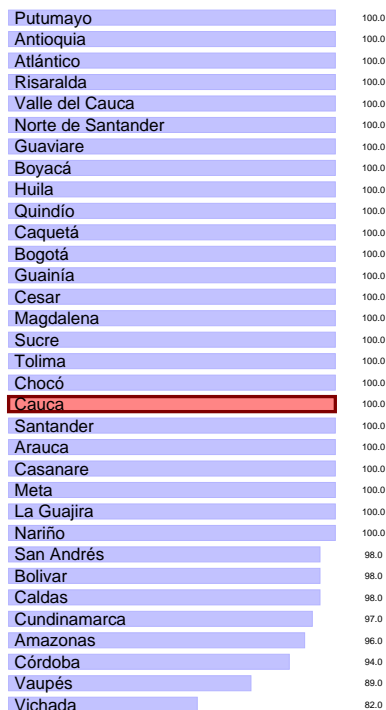 Putumayo 100.0
Antioquia 100.0
Atlántico 100.0
Risaralda 100.0
Valle del Cauca 100.0
Norte de Santander 100.0
Guaviare 100.0
Boyacá 100.0
Huila 100.0
Quindío 100.0
Caquetá 100.0
Bogotá 100.0
Guainía 100.0
Cesar 100.0
Magdalena 100.0
Sucre 100.0
Tolima 100.0
Chocó 100.0
Cauca 100.0
Santander 100.0
Arauca 100.0
Casanare 100.0
Meta 100.0
La Guajira 100.0
Nariño 100.0
San Andrés 98.0
Bolivar 98.0
Caldas 98.0
Cundinamarca 97.0
Amazonas 96.0
Córdoba 94.0
Vaupés 89.0
Vichada 82.0